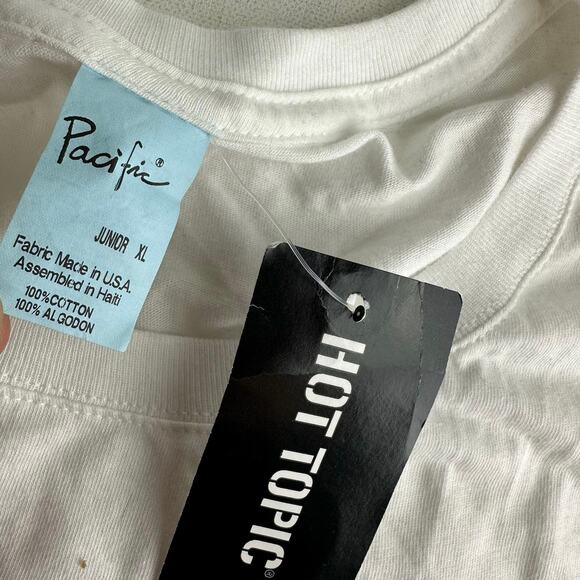 Pacific®
JUNIOR XL
Fabric Made in U.S.A.
Assembled in Haiti
100% COTTON
100% ALGODON
HOT TOPIC®